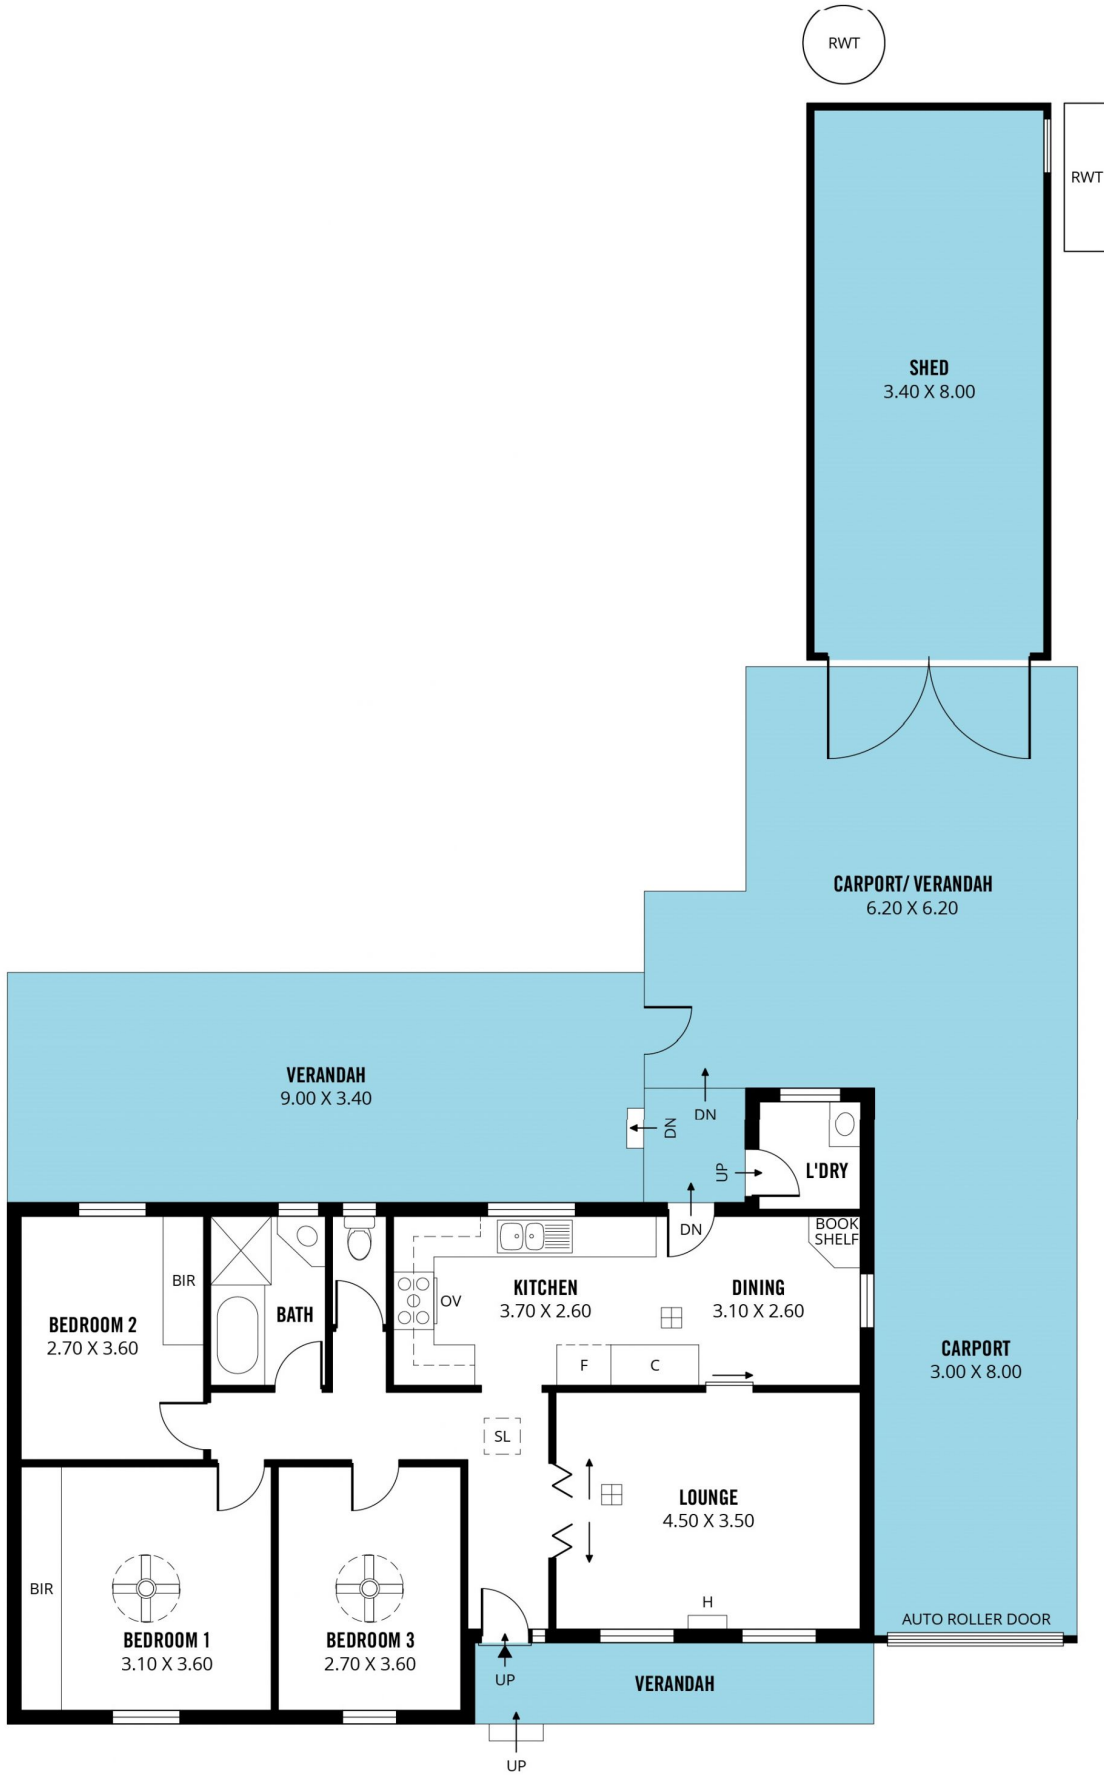 RWT
RWT
SHED
3.40 X 8.00
CARPORT/ VERANDAH
6.20 X 6.20
VERANDAH
9.00 X 3.40
DN
DN
UP
L'DRY
DN
BOOK
SHELF
BIR
BATH
BEDROOM 2
2.70 X 3.60
OV
KITCHEN
3.70 X 2.60
DINING
3.10 X 2.60
F
C
CARPORT
3.00 X 8.00
SL
LOUNGE
4.50 X 3.50
BIR
H
AUTO ROLLER DOOR
BEDROOM 1
3.10 X 3.60
BEDROOM 3
2.70 X 3.60
UP
VERANDAH
UP